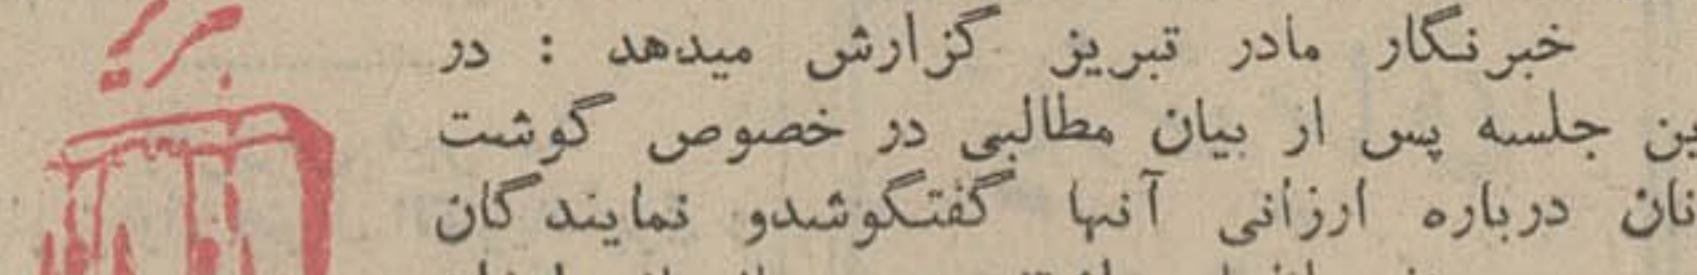 خبرنگار مادر تبریز گزارش میدهد : در
ین جلسه پس از بیان مطالبی در خصوص گوشت
نان درباره ارزانی آنها گفتگوشدو نمایندگان